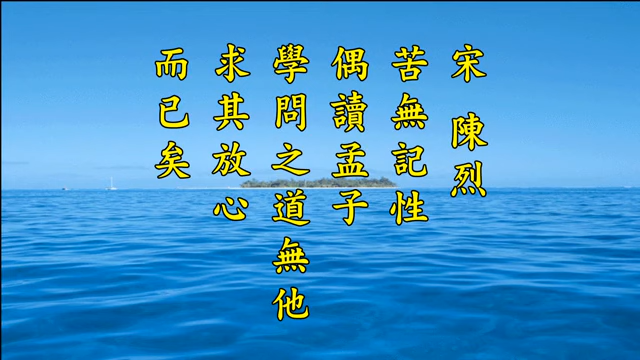 宋 陳烈
苦無記性
偶讀孟子
學問之道無他
求其放心
而已矣